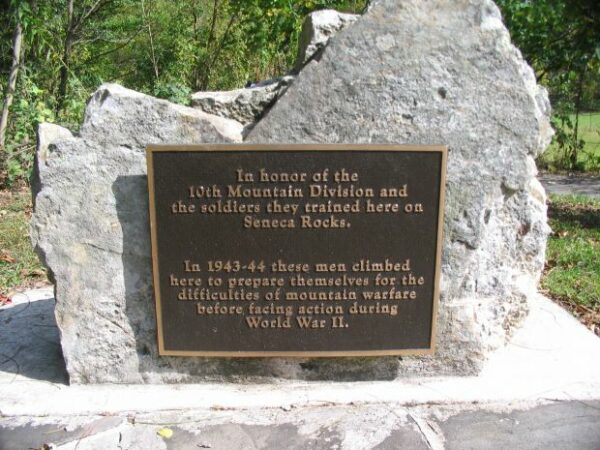 In honor of the
10th Mountain Division and
the soldiers they trained here on
Seneca Rocks.
In 1943-44 these men climbed
here to prepare themselves for the
difficulties of mountain warfare
before facing action during
World War II.